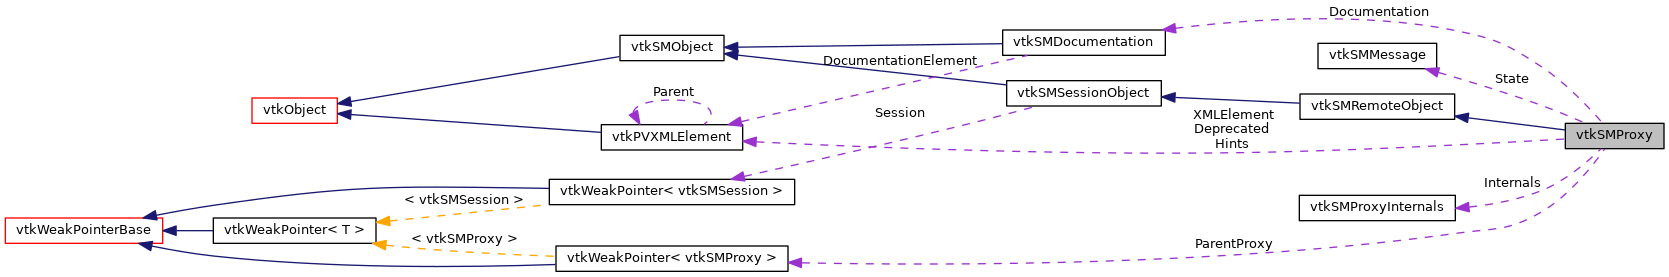 Documentation
vtkSMDocumentation
vtkSMObject
vtkSMMessage
DocumentationElement
State
vtkSMSessionObject
Parent
vtkSMRemoteObject
vtkObject
Session
XMLElement
Deprecated
Hints
vtkPVXMLElement
vtkSMProxy
Internals
vtkWeakPointer< vtkSMSession >
< vtkSMSession >
vtkSMProxyInternals
vtkWeakPointerBase
vtkWeakPointer< T >
< vtkSMProxy >
ParentProxy
vtkWeakPointer< vtkSMProxy >